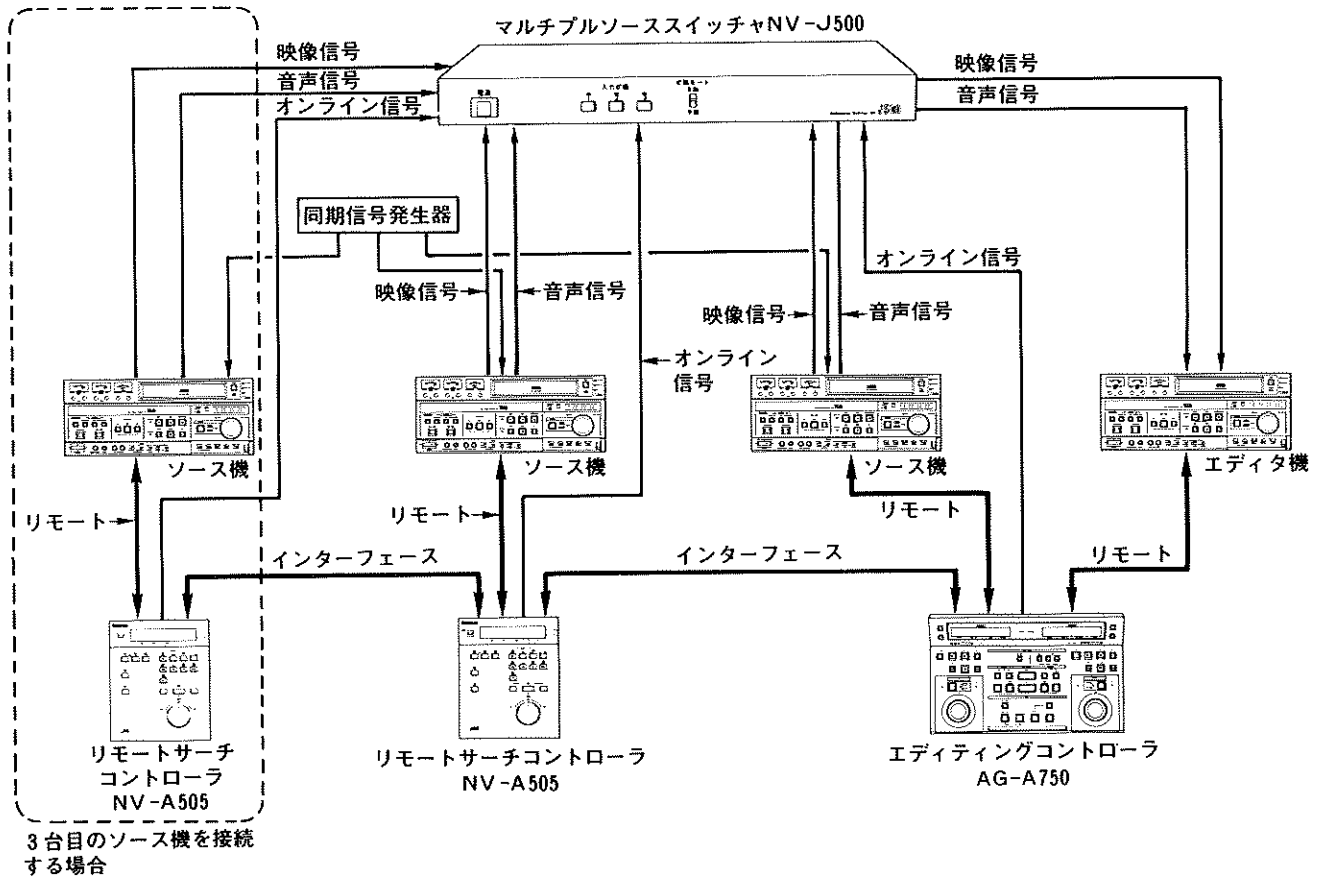 マルチプルソーススイッチャNV-J500
映像信号
音声信号
オンライン信号
電源
入力切換
映像信号
音声信号
同期信号発生器
映像信号
音声信号
オンライン信号
映像信号
音声信号
オンライン
信号
ソース機
ソース機
ソース機
エディタ機
リモート
リモート
リモート
リモート
インターフェース
インターフェース
リモートサーチ
コントローラ
NV-A505
リモートサーチコントローラ
NV-A505
エディティングコントローラ
AG-A750
3台目のソース機を接続
する場合